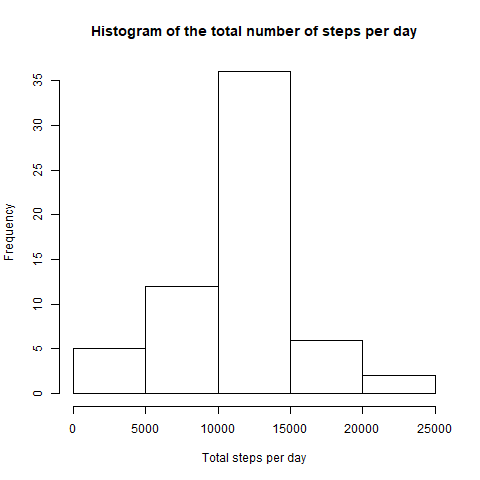 Histogram of the total number of steps per day
Frequency
35
30
25
20
15
10
5
0
0 5000 10000 15000 20000 25000
Total steps per day